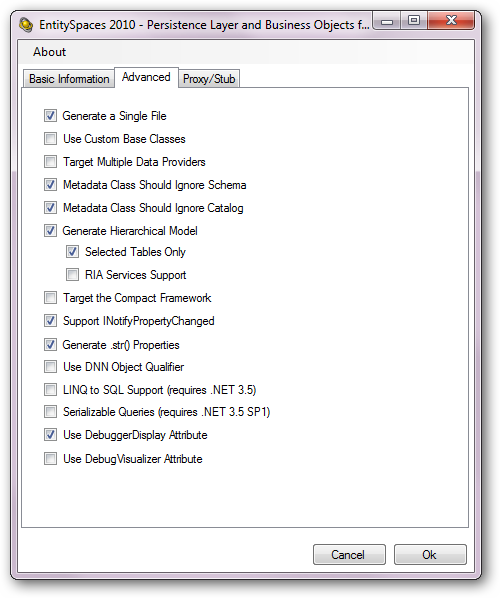 EntitySpaces 2010 - Persistence Layer and Business Objects f...
About
Basic Information Advanced Proxy/Stub
Generate a Single File
Use Custom Base Classes
Target Multiple Data Providers
Metadata Class Should Ignore Schema
Metadata Class Should Ignore Catalog
Generate Hierarchical Model
Selected Tables Only
RIA Services Support
Target the Compact Framework
Support INotifyPropertyChanged
Generate .str() Properties
Use DNN Object Qualifier
LINQ to SQL Support (requires .NET 3.5)
Serializable Queries (requires .NET 3.5 SP1)
Use DebuggerDisplay Attribute
Use DebugVisualizer Attribute
Cancel Ok